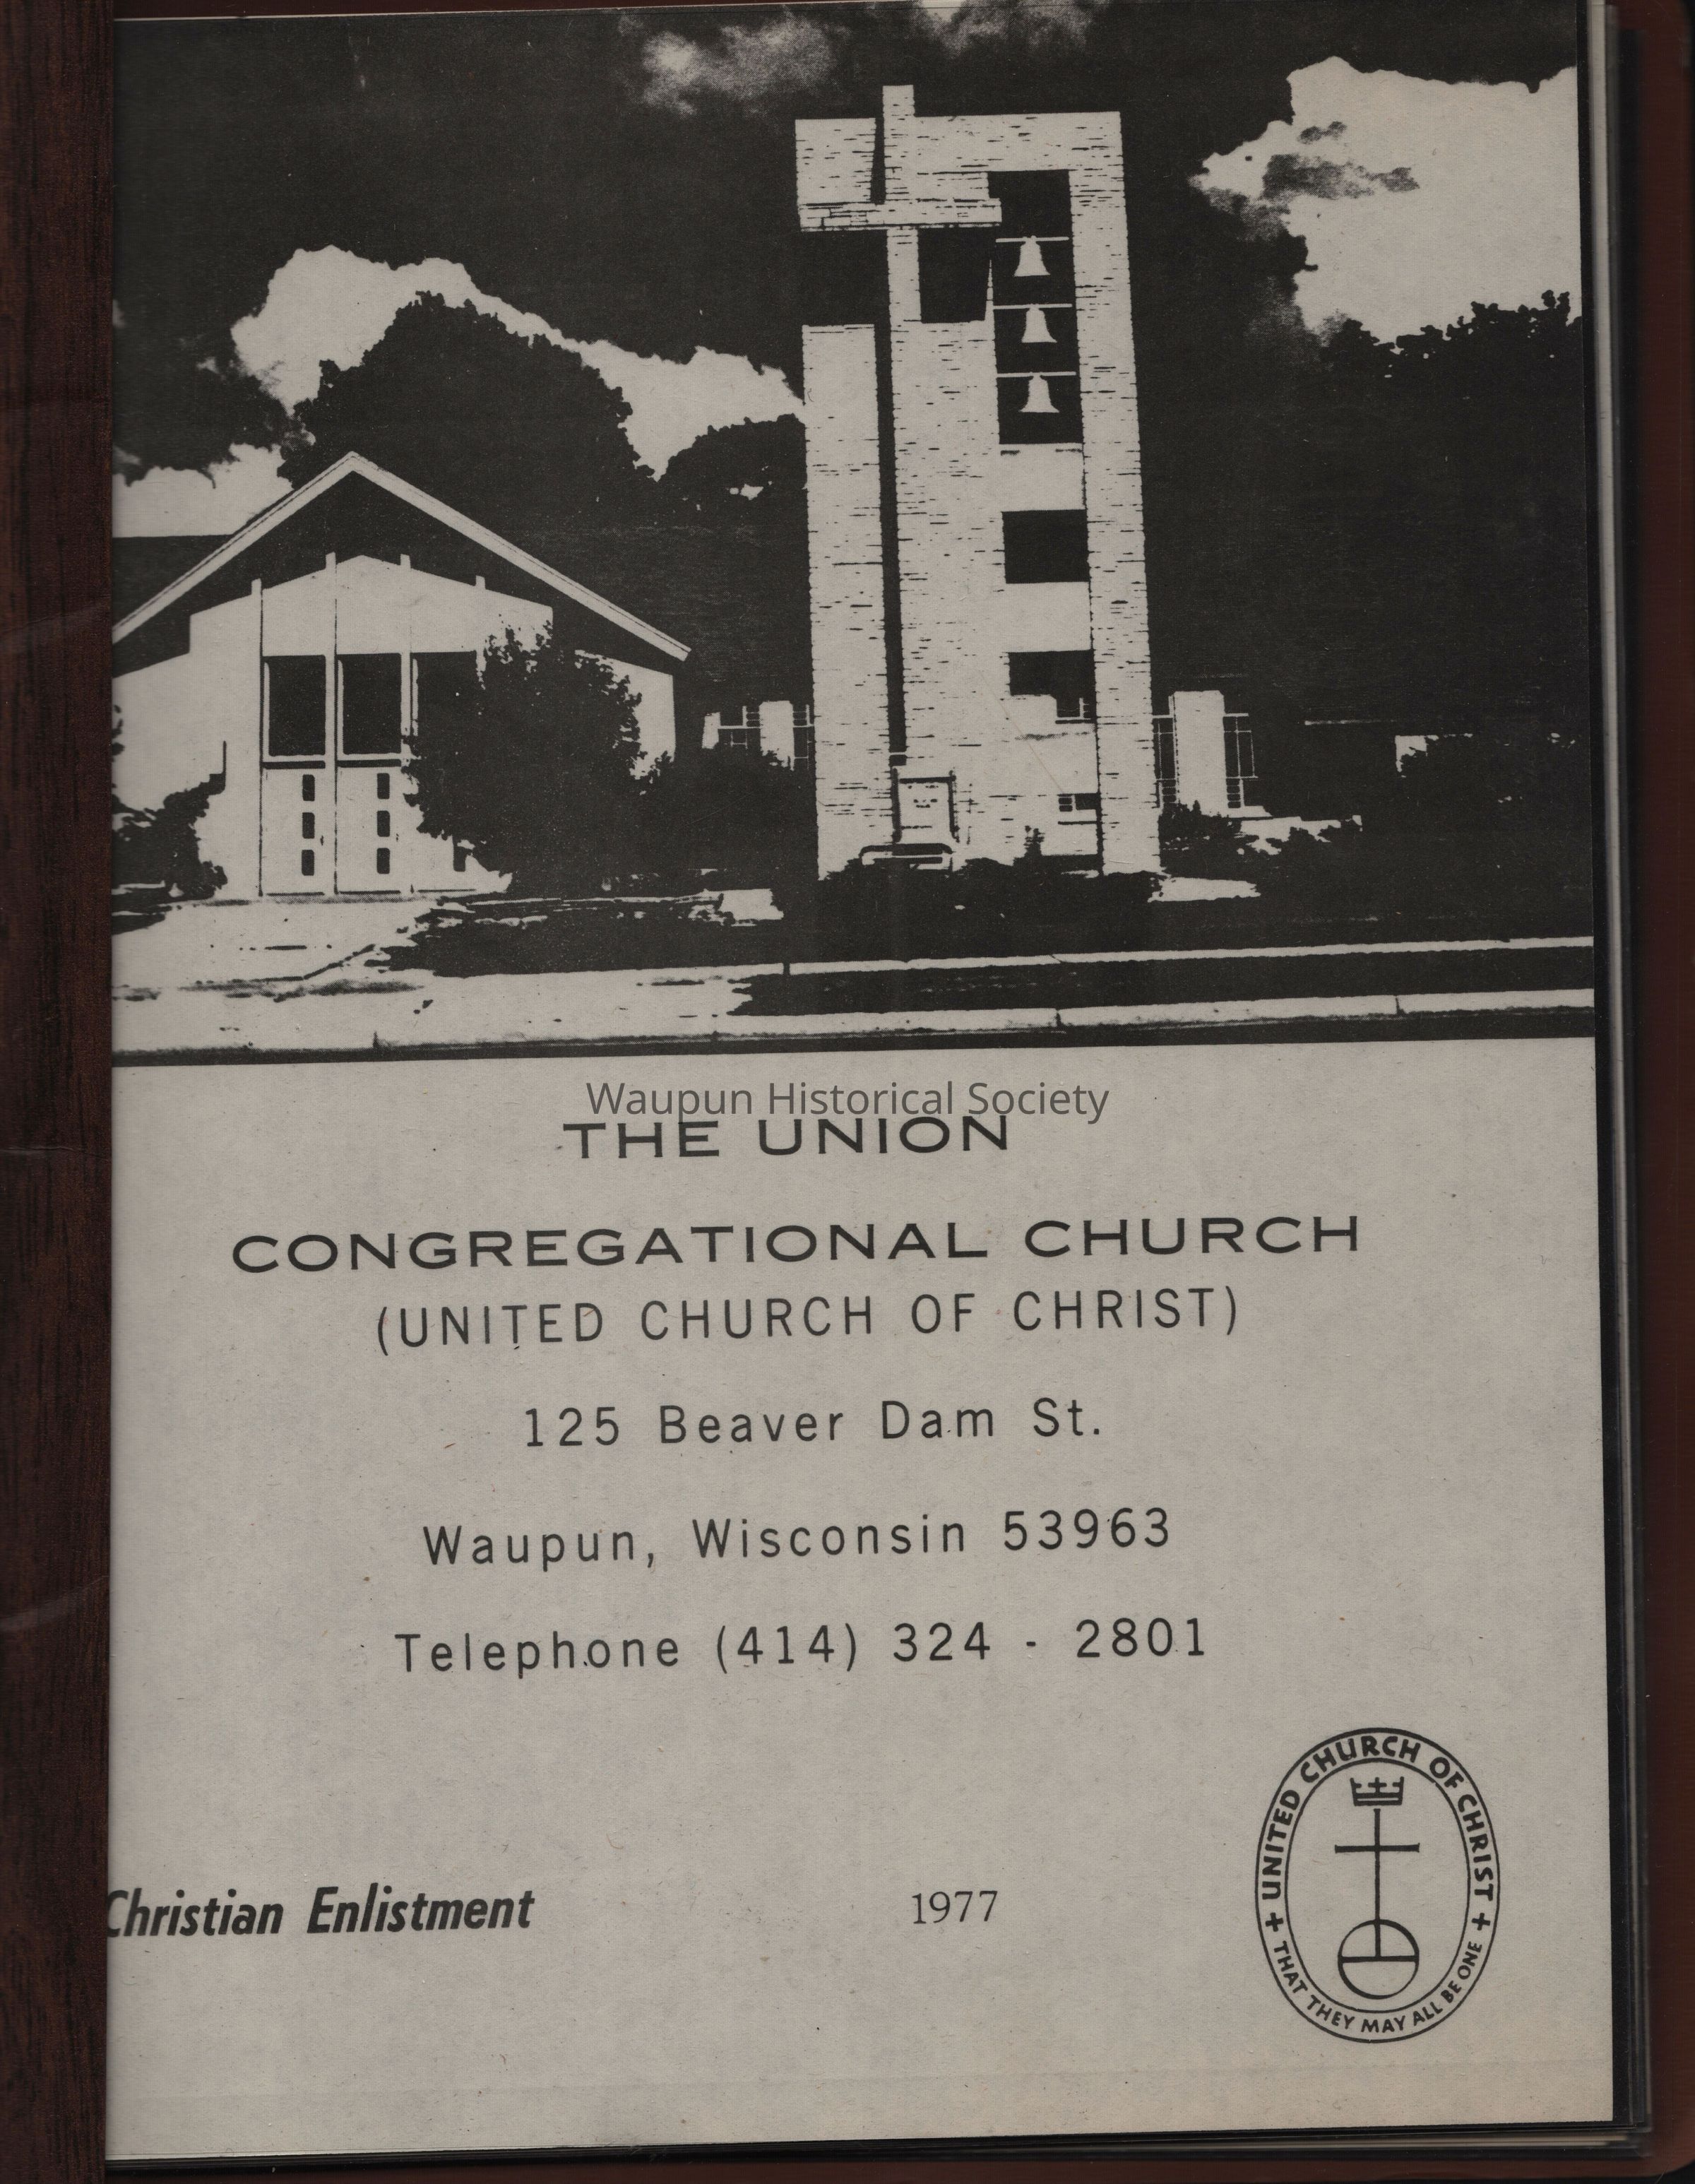 Waupun Historical Society
THE UNION
CONGREGATIONAL CHURCH
(UNITED CHURCH OF CHRIST)
125 Beaver Dam St.
Waupun, Wisconsin 53963
Telephone (414) 324 - 2801
Christian Enlistment
1977
UNITED CHURCH OF CHRIST
THAT THEY MAY ALL BE ONE